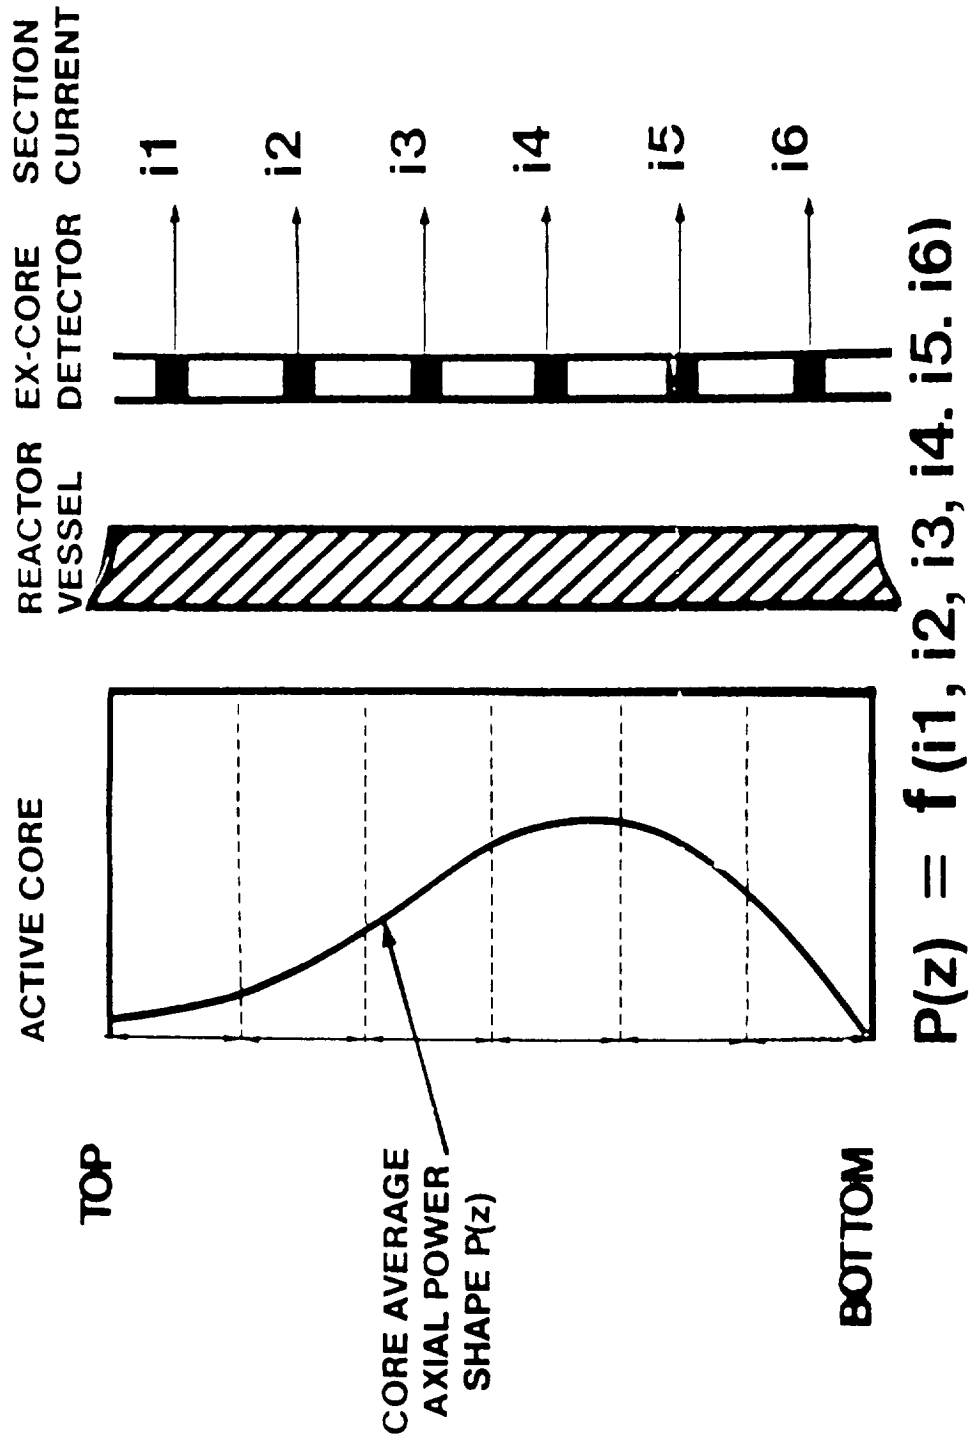 ACTIVE CORE
REACTOR
VESSEL
EX-CORE
DETECTOR
SECTION
CURRENT
TOP
CORE AVERAGE
AXIAL POWER
SHAPE P(z)
BOTTOM
i1
i2
i3
i4
i5
i6
P(z) = f (i1, i2, i3, i4. i5. i6)